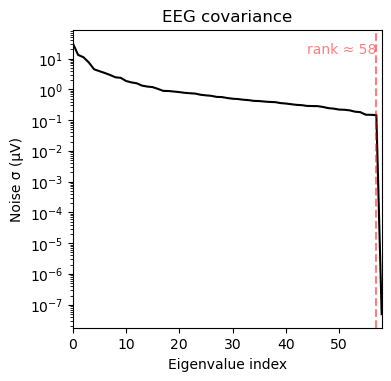 EEG covariance
rank ≈ 58
Noise σ (μV)
10¹
10⁰
10⁻¹
10⁻²
10⁻³
10⁻⁴
10⁻⁵
10⁻⁶
10⁻⁷
0 10 20 30 40 50
Eigenvalue index